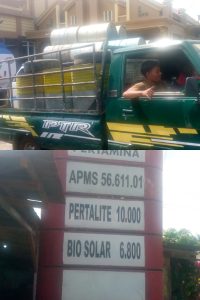 PERTAMINA
APMS 56.611.01
PERTALITE 10.000
BIO SOLAR 6.800